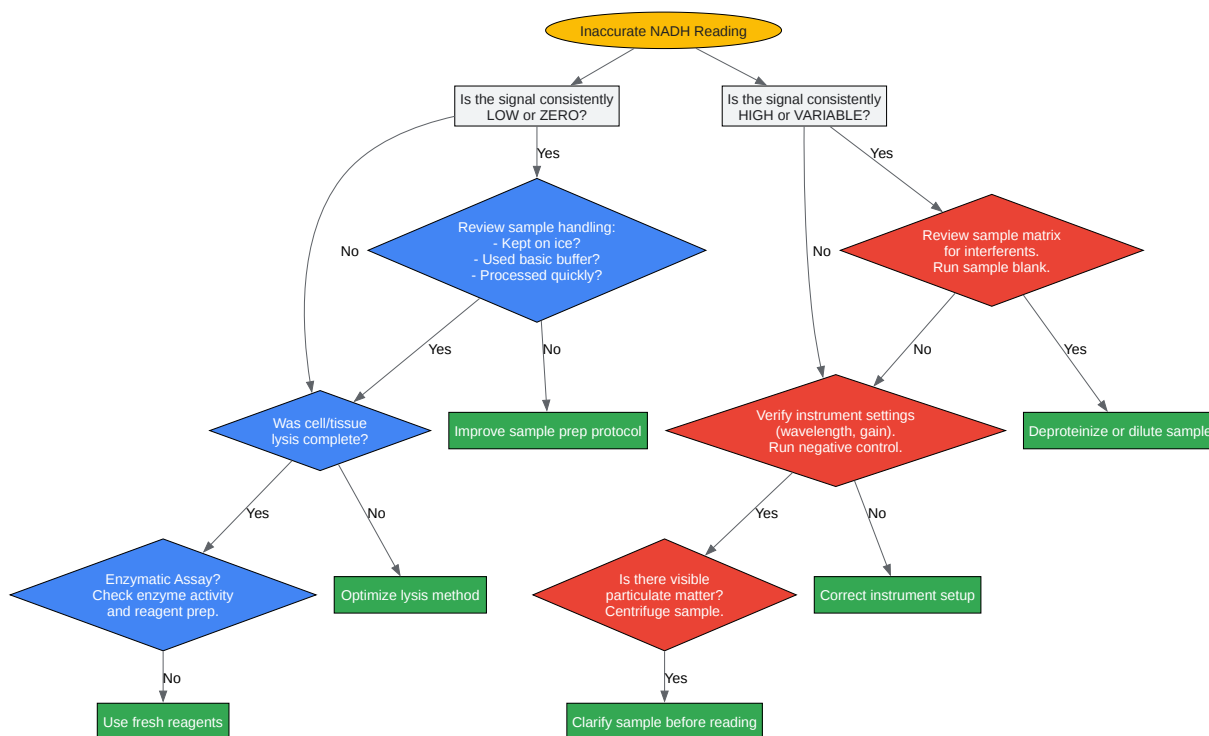 Inaccurate NADH Reading
Is the signal consistently
LOW or ZERO?
Is the signal consistently
HIGH or VARIABLE?
Yes
Yes
No
Review sample handling:
- Kept on ice?
- Used basic buffer?
- Processed quickly?
No
Review sample matrix
for interferents.
Run sample blank.
Yes
No
No
Yes
Was cell/tissue
lysis complete?
Improve sample prep protocol
Verify instrument settings
(wavelength, gain).
Run negative control.
Deproteinize or dilute sample
Yes
No
Yes
No
Enzymatic Assay?
Check enzyme activity
and reagent prep.
Optimize lysis method
Is there visible
particulate matter?
Centrifuge sample.
Correct instrument setup
No
Yes
Use fresh reagents
Clarify sample before reading